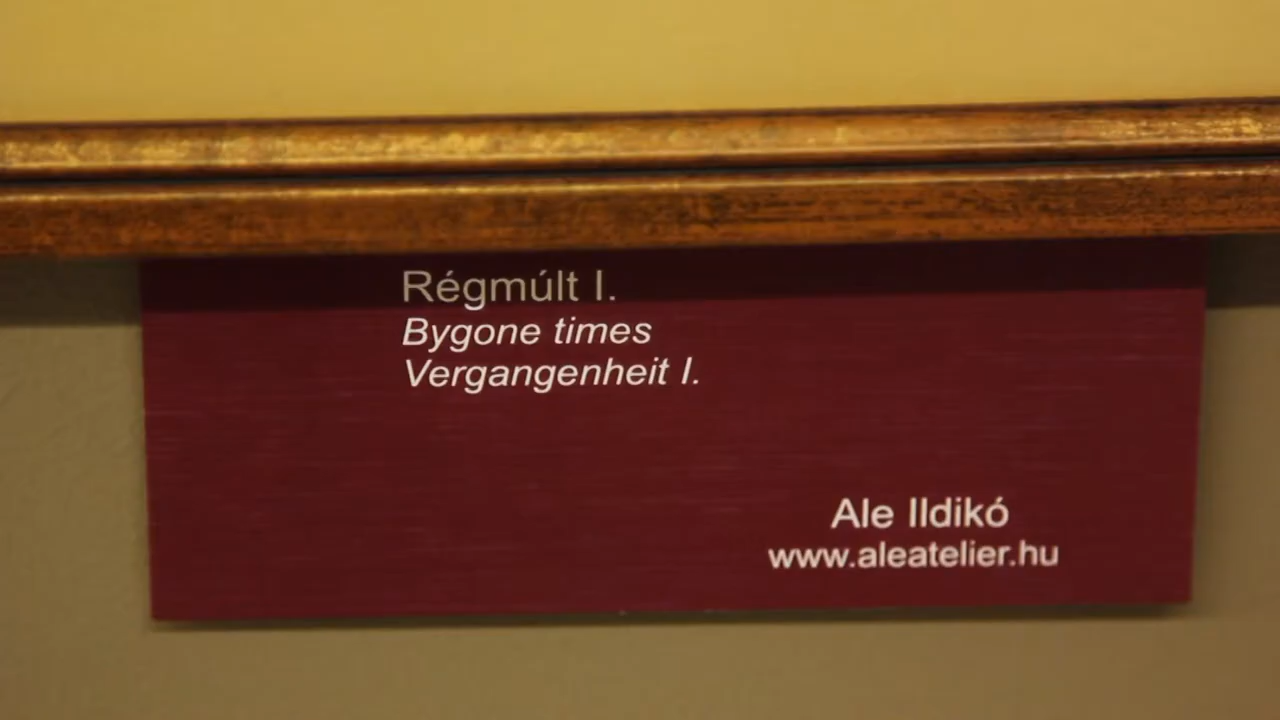 Régmúlt I.
Bygone times
Vergangenheit I.
Ale Ildikó
www.aleatelier.hu